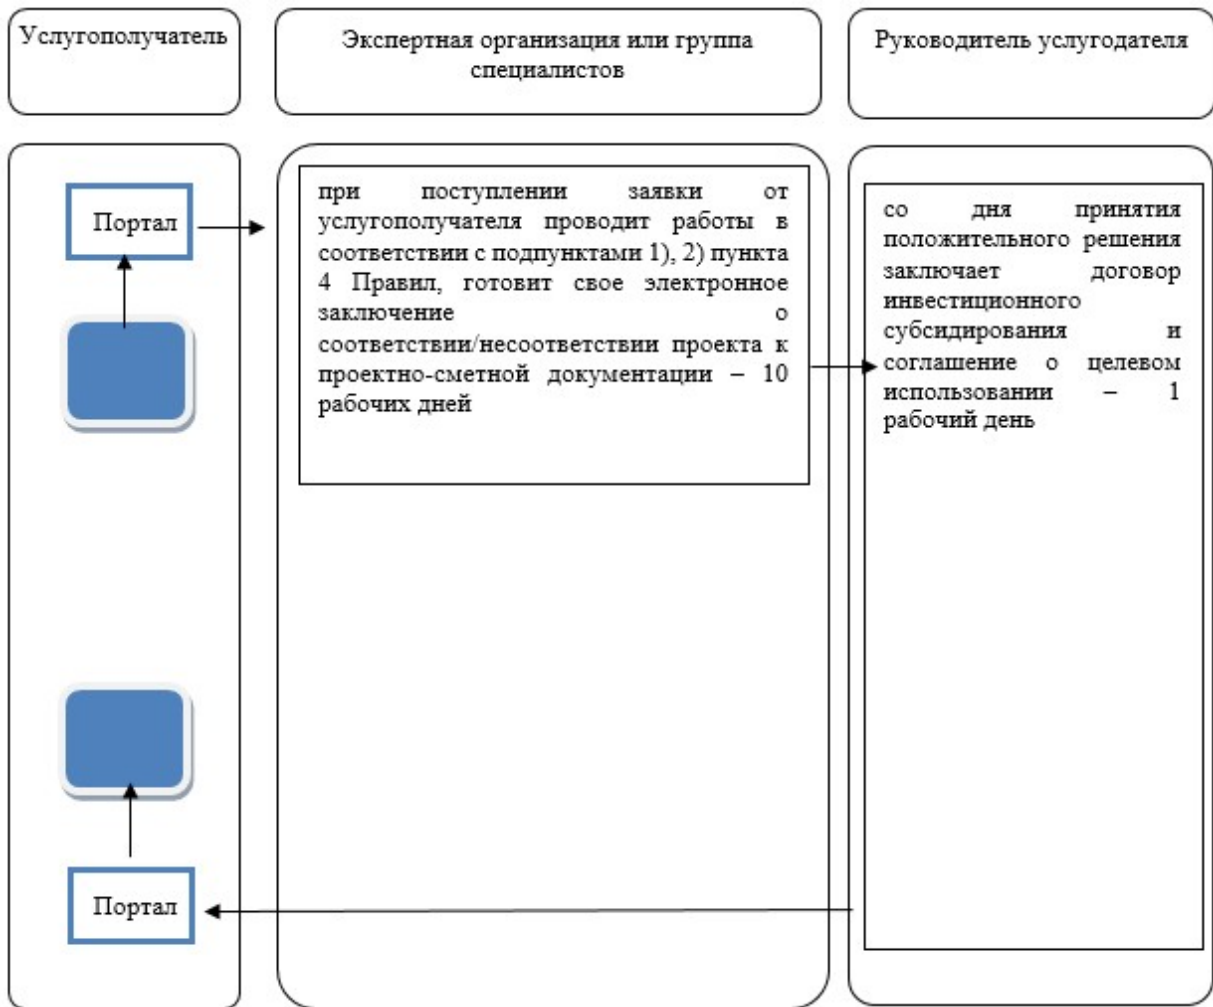 Услугополучатель
Экспертная организация или группа
специалистов
Руководитель услугодателя
Портал
при поступлении заявки от
услугополучателя проводит работы в
соответствии с подпунктами 1), 2) пункта
4 Правил, готовит свое электронное
заключение о
соответствии/несоответствии проекта к
проектно-сметной документации – 10
рабочих дней
со дня принятия
положительного решения
заключает договор
инвестиционного
субсидирования и
соглашение о целевом
использовании – 1
рабочий день
Портал